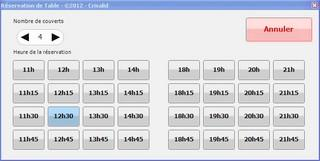 Réservation de Table - ©2012 - Crisalid
Nombre de couverts
4
Annuler
Heure de la réservation
11h 12h 13h 14h 18h 19h 20h 21h
11h15 12h15 13h15 14h15 18h15 19h15 20h15 21h15
11h30 12h30 13h30 14h30 18h30 19h30 20h30 21h30
11h45 12h45 13h45 14h45 18h45 19h45 20h45 21h45